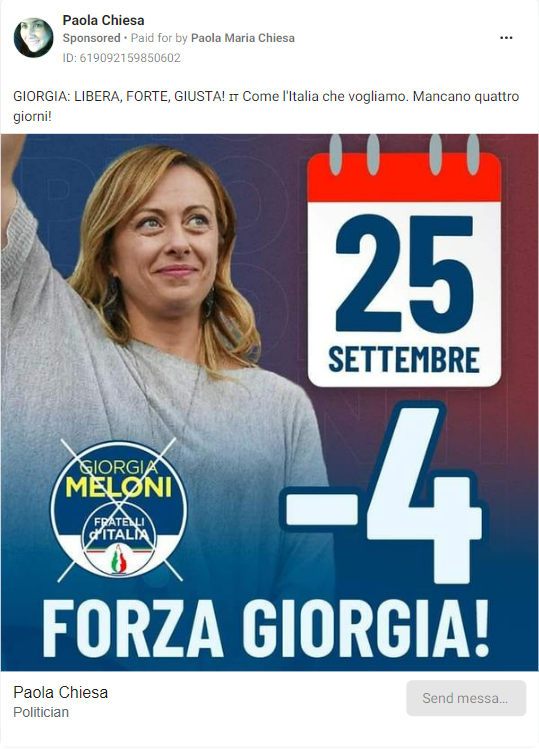 Paola Chiesa
Sponsored • Paid for by Paola Maria Chiesa
ID: 619092159850602
GIORGIA: LIBERA, FORTE, GIUSTA! IT Come l'Italia che vogliamo. Mancano quattro
giorni!
25
SETTEMBRE
-4
GIORGIA
MELONI
FRATELLI
d'ITALIA
FORZA GIORGIA!
Paola Chiesa
Politician
Send messa...